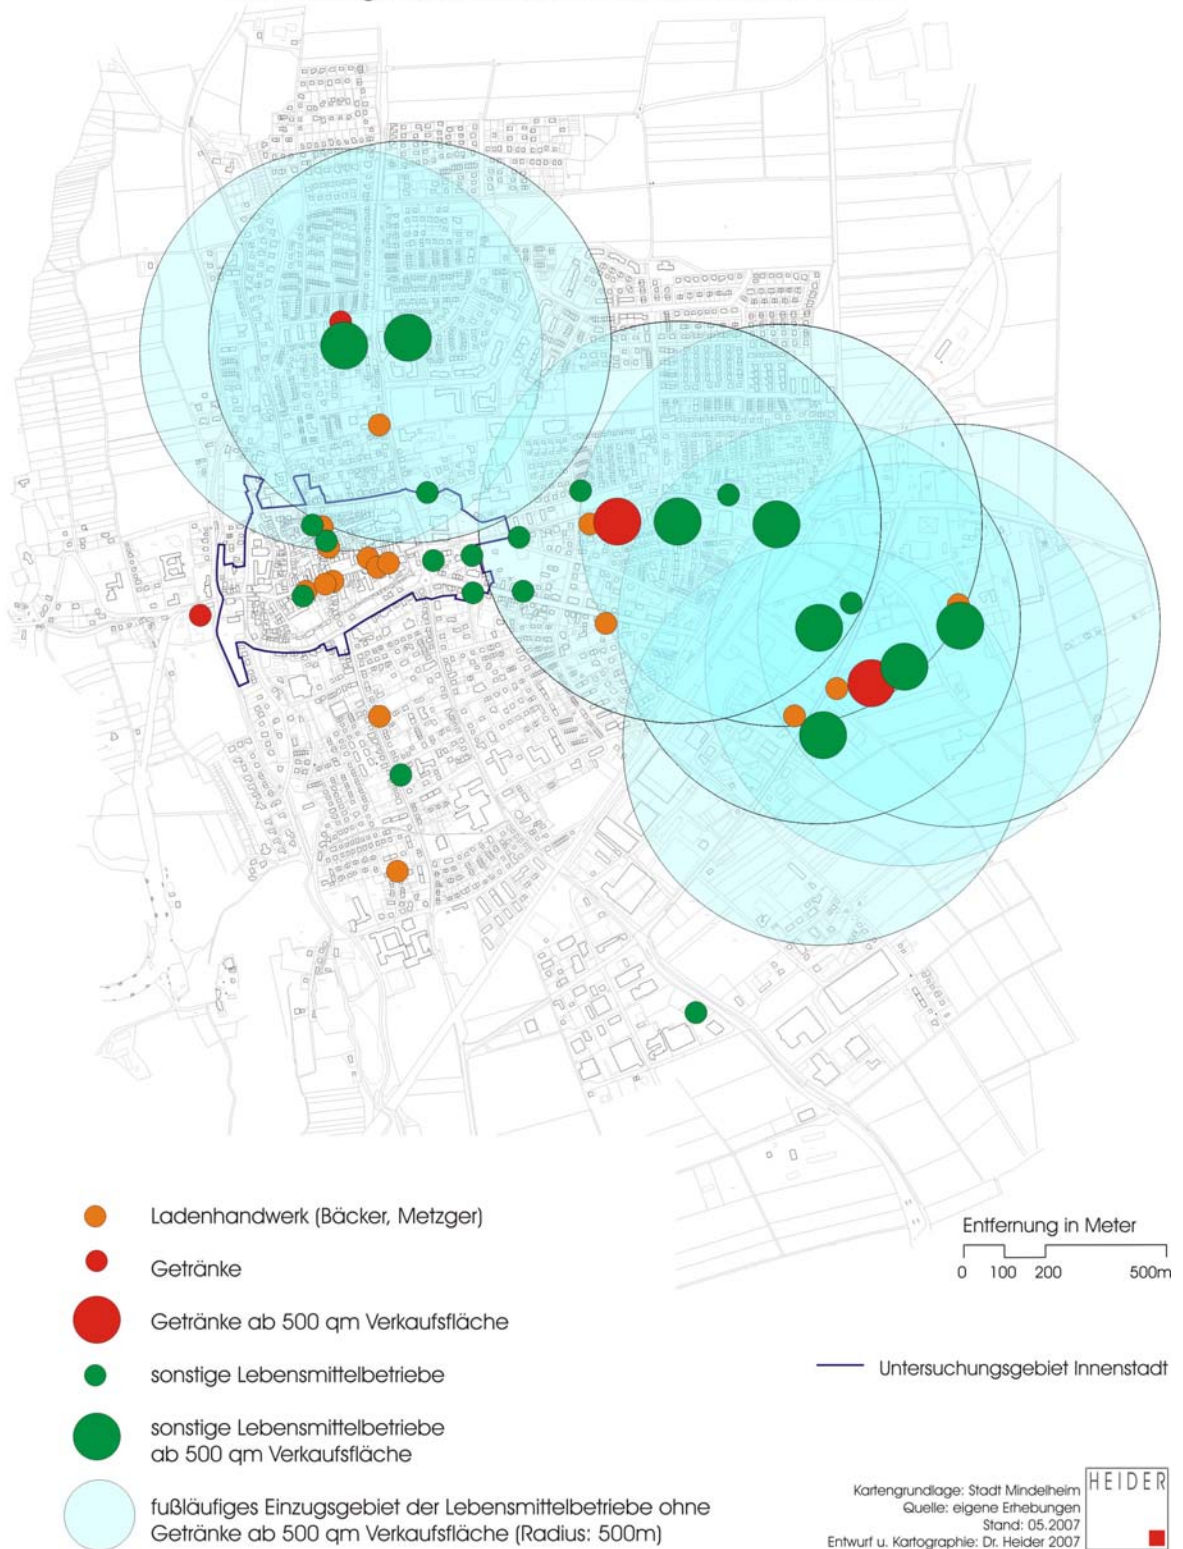 Ladenhandwerk (Bäcker, Metzger)
Getränke
Getränke ab 500 qm Verkaufsfläche
sonstige Lebensmittelbetriebe
sonstige Lebensmittelbetriebe
ab 500 qm Verkaufsfläche
fußläufiges Einzugsgebiet der Lebensmittelbetriebe ohne
Getränke ab 500 qm Verkaufsfläche (Radius: 500m)
Entfernung in Meter
0 100 200 500m
Untersuchungsgebiet Innenstadt
Kartengrundlage: Stadt Mindelheim
Quelle: eigene Erhebungen
Stand: 05.2007
Entwurf u. Kartographie: Dr. Heider 2007
HEIDER